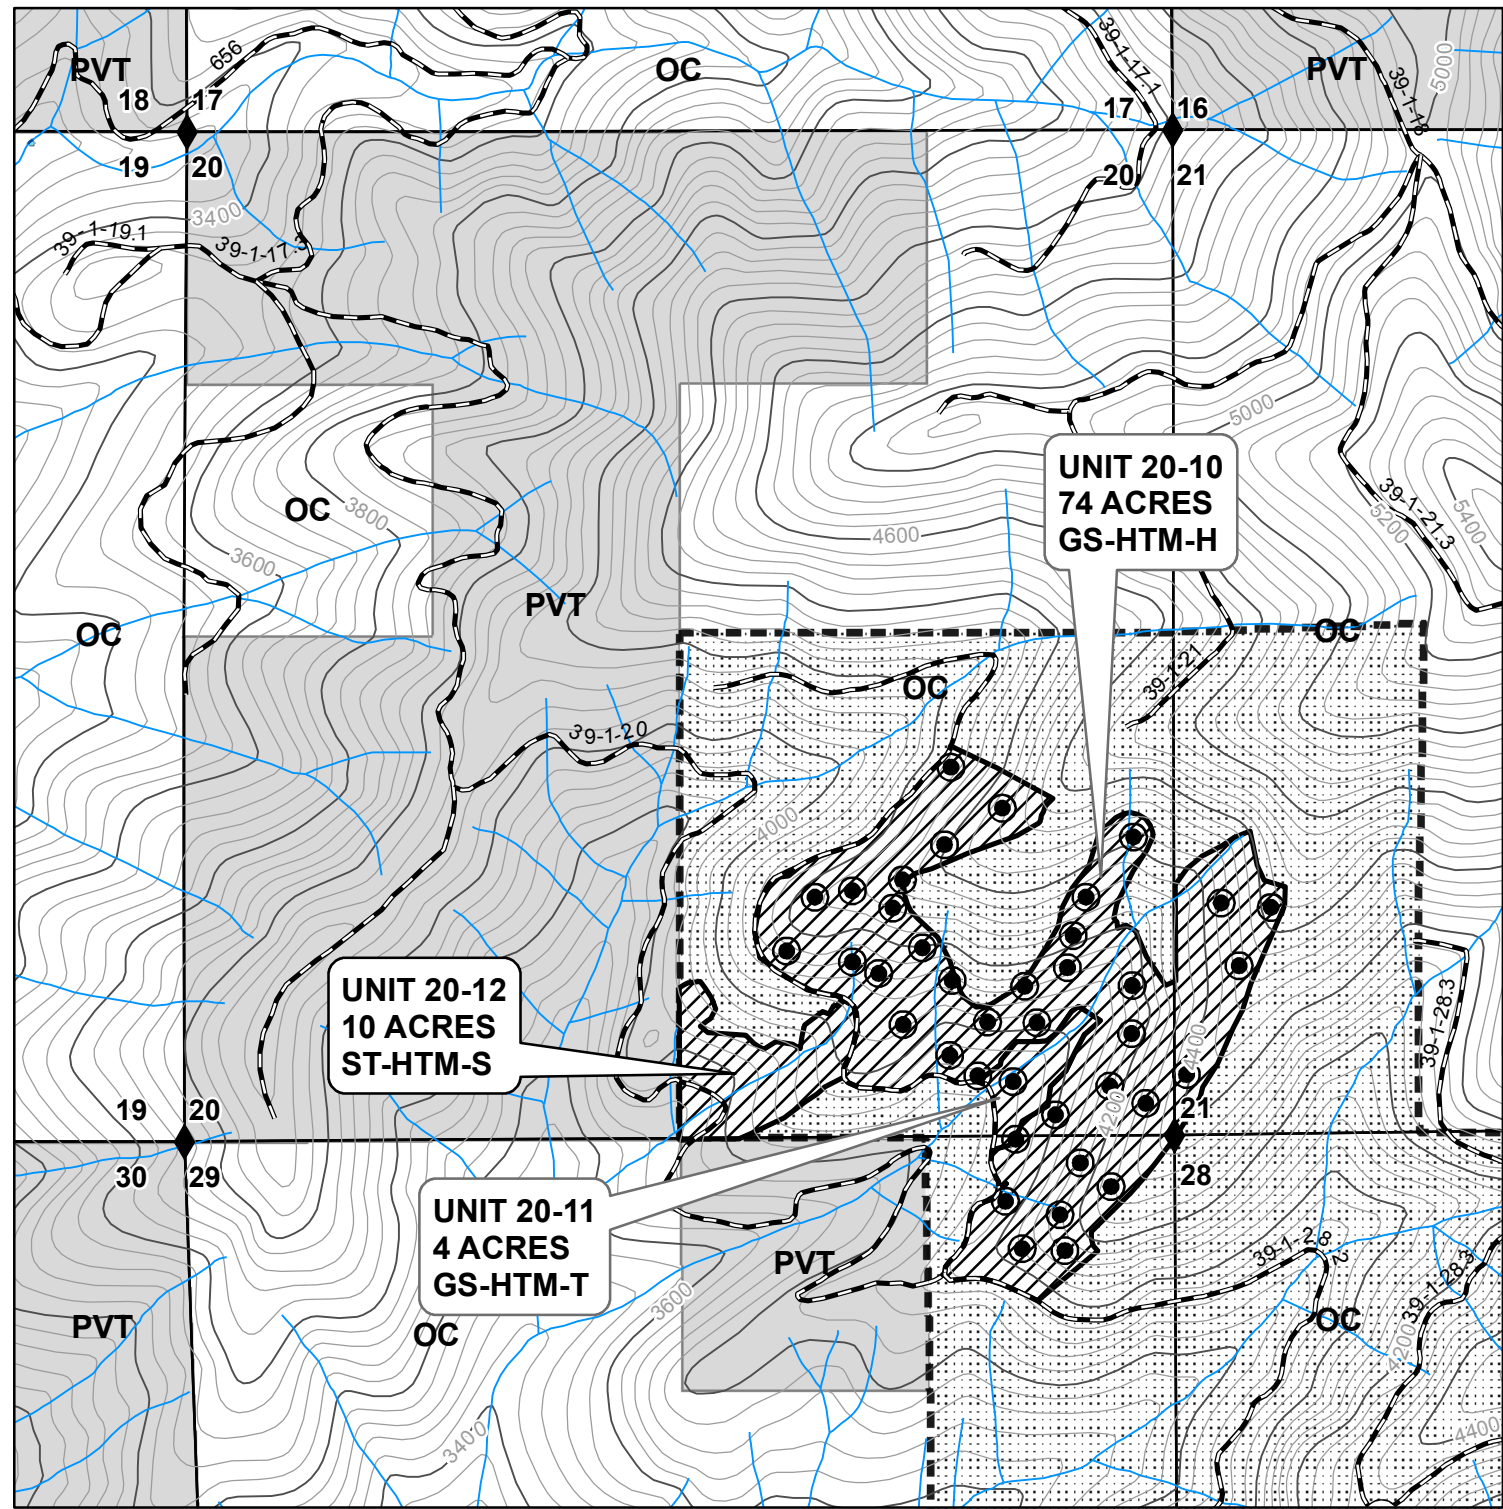 PVT
656
OC
39-1-17.1
PVT
39-1-18
5000
18
17
17
16
19
20
20
21
3400
39-1-19.1
39-1-17.3
5000
UNIT 20-10
74 ACRES
GS-HTM-H
OC
3800
4600
39-1-21.3
5200
5400
3600
PVT
OC
OC
39-1-21
OC
39-1-20
4000
UNIT 20-12
10 ACRES
ST-HTM-S
39-1-28.3
4400
4200
19
20
21
30
29
28
UNIT 20-11
4 ACRES
GS-HTM-T
PVT
39-1-28.2
39-1-28.3
3600
PVT
OC
OC
4200
3400
4400